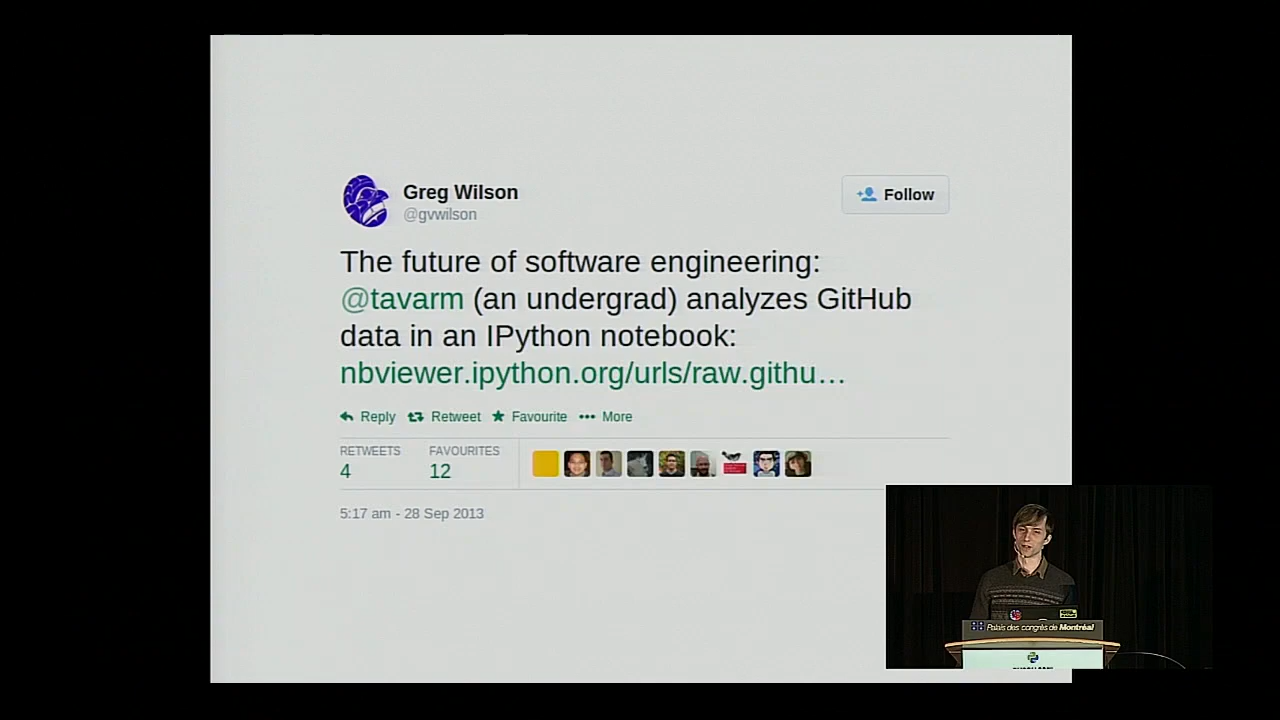 Greg Wilson
@gvwilson
Follow
The future of software engineering:
@tavarm (an undergrad) analyzes GitHub
data in an IPython notebook:
nbviewer.ipython.org/urls/raw.githu…
Reply Retweet Favourite More
RETWEETS FAVOURITES
4 12
5:17 am - 28 Sep 2013
Palais des congrès de Montréal